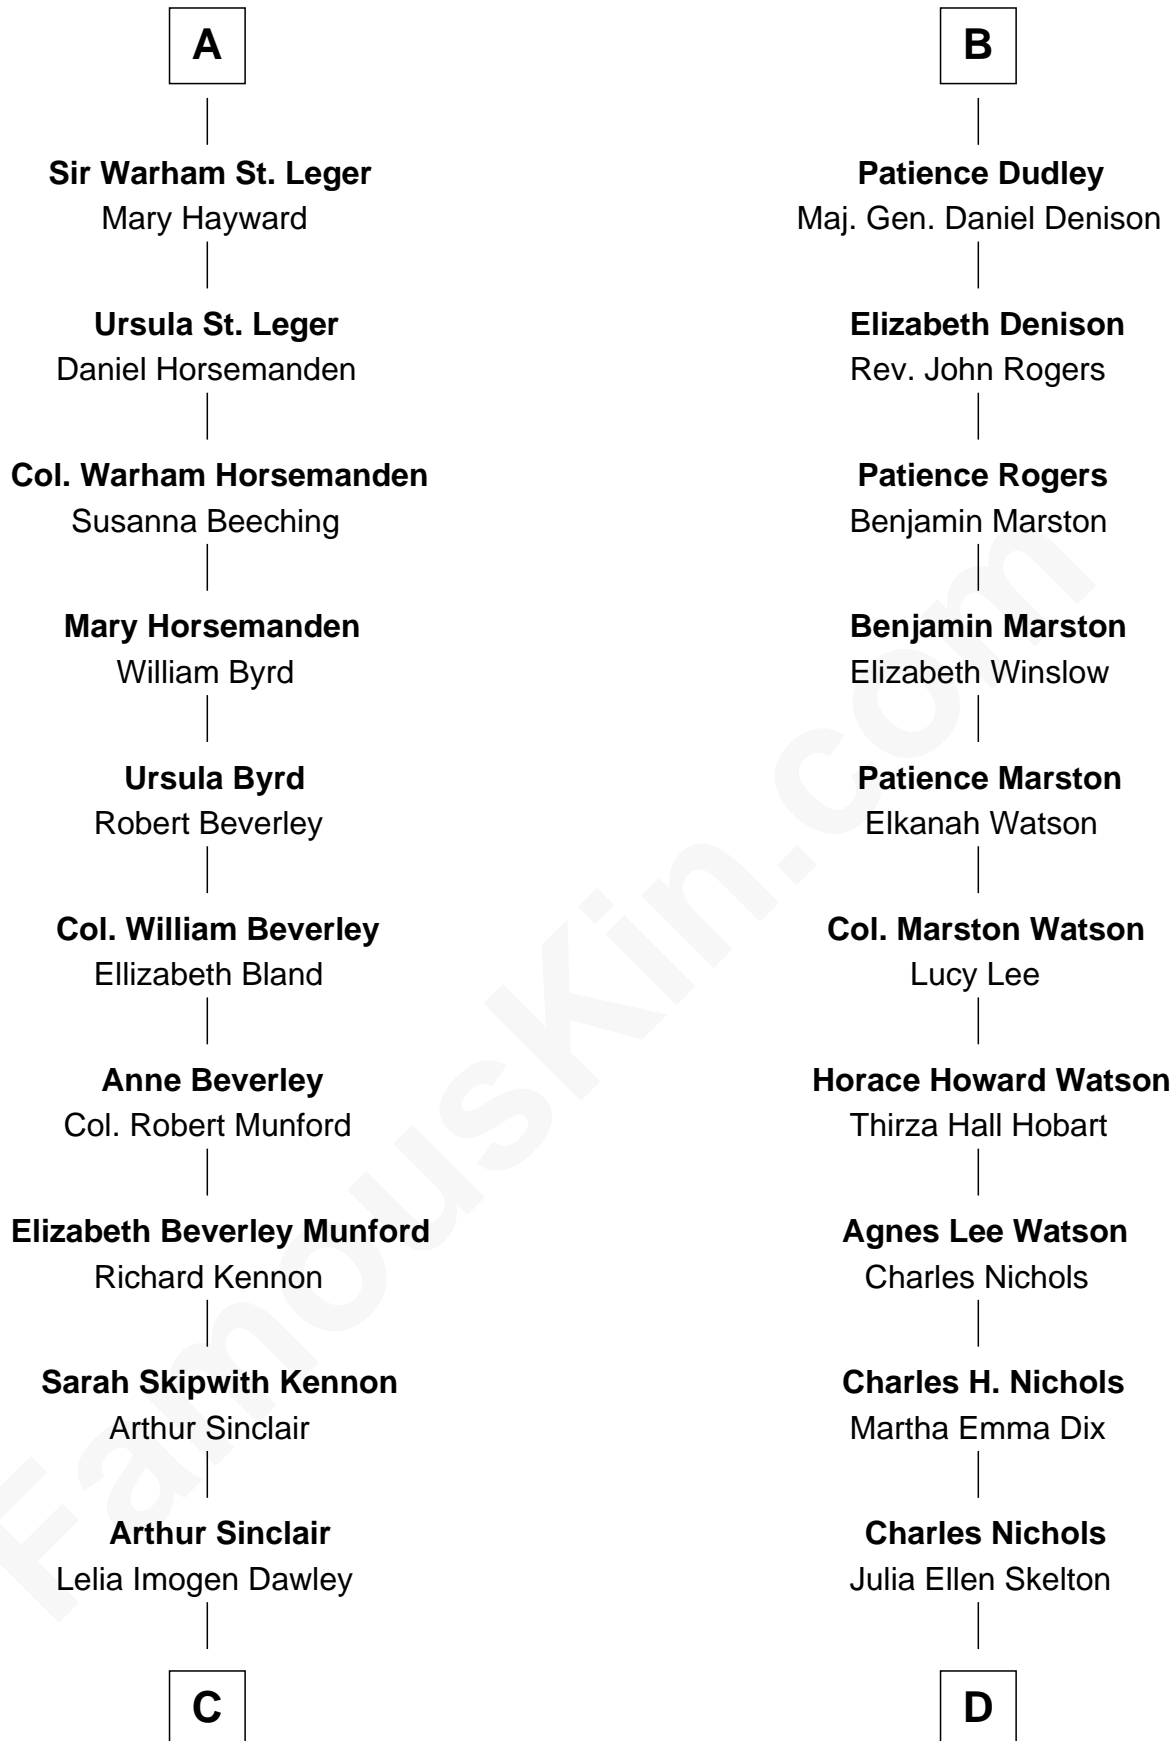 A
Sir Warham St. Leger
Mary Hayward
Ursula St. Leger
Daniel Horsemanden
Col. Warham Horsemanden
Susanna Beeching
Mary Horsemanden
William Byrd
Ursula Byrd
Robert Beverley
Col. William Beverley
Ellizabeth Bland
Anne Beverley
Col. Robert Munford
Elizabeth Beverley Munford
Richard Kennon
Sarah Skipwith Kennon
Arthur Sinclair
Arthur Sinclair
Lelia Imogen Dawley
C
B
Patience Dudley
Maj. Gen. Daniel Denison
Elizabeth Denison
Rev. John Rogers
Patience Rogers
Benjamin Marston
Benjamin Marston
Elizabeth Winslow
Patience Marston
Elkanah Watson
Col. Marston Watson
Lucy Lee
Horace Howard Watson
Thirza Hall Hobart
Agnes Lee Watson
Charles Nichols
Charles H. Nichols
Martha Emma Dix
Charles Nichols
Julia Ellen Skelton
D
FamousKin.com